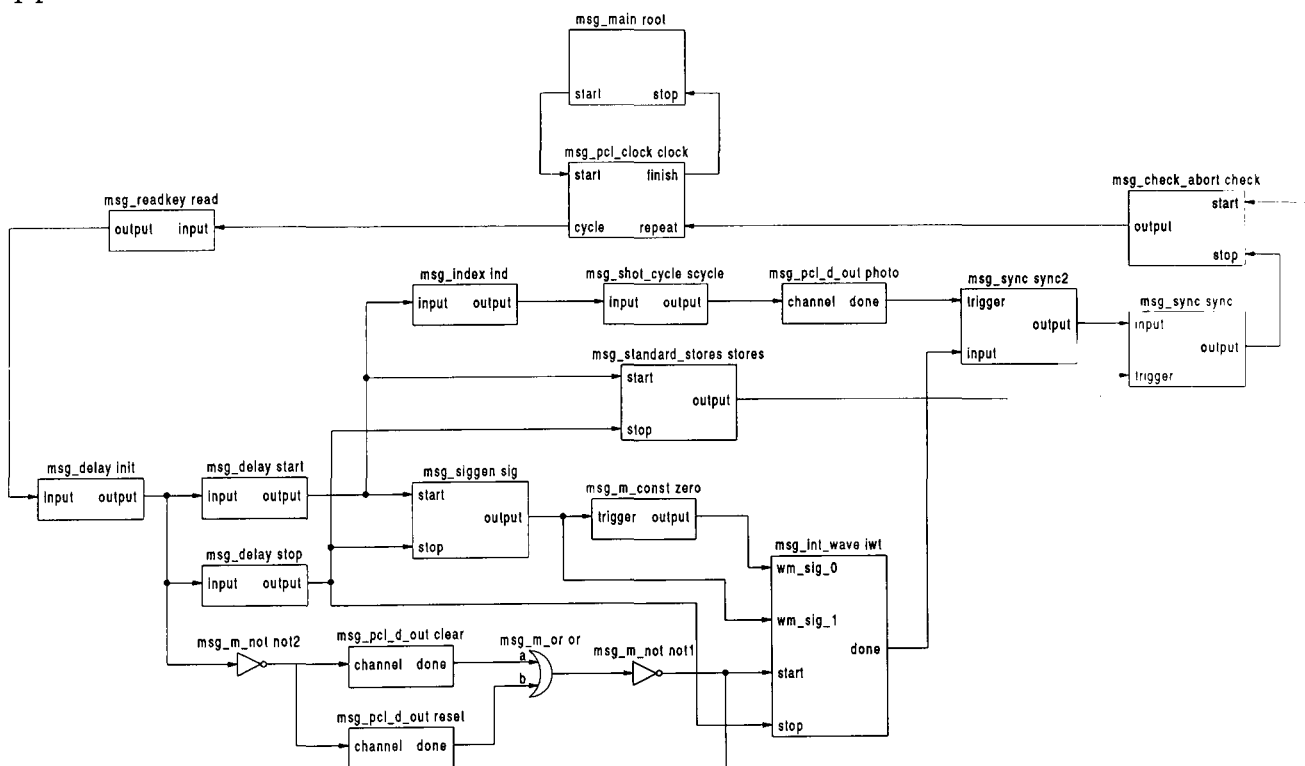 msg_main root
start stop
msg_pcl_clock clock
start finish
cycle repeat
msg_readkey read
output input
msg_check_abort check
start
output
stop
msg_index ind
input output
msg_shot_cycle scycle
input output
msg_pcl_d_out photo
channel done
msg_sync sync2
trigger
output
input
msg_sync sync
input
output
trigger
msg_standard_stores stores
start
output
stop
msg_delay init
Input output
msg_delay start
Input output
msg_siggen sig
start
output
stop
msg_m_const zero
trigger output
msg_delay stop
Input output
msg_int_wave iwt
wm_sig_0
wm_sig_1
done
start
stop
msg_m_not not2
msg_pcl_d_out clear
channel done
msg_m_or or
a
b
msg_m_not not1
msg_pcl_d_out reset
channel done